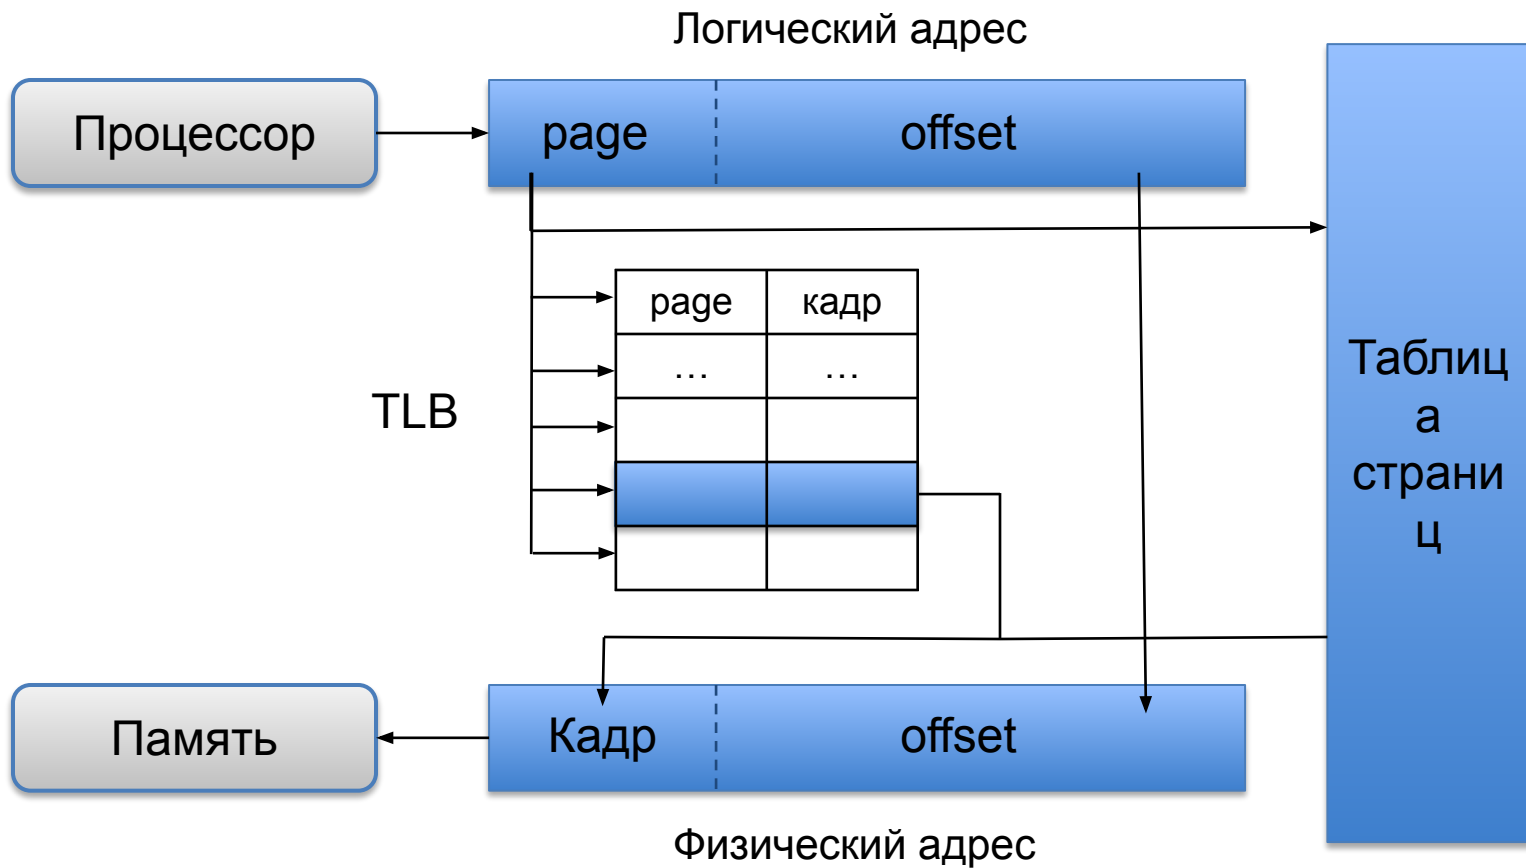 Логический адрес
Процессор
page
offset
page
кадр
...
...
TLB
Таблиц
а
страни
ц
Память
Кадр
offset
Физический адрес